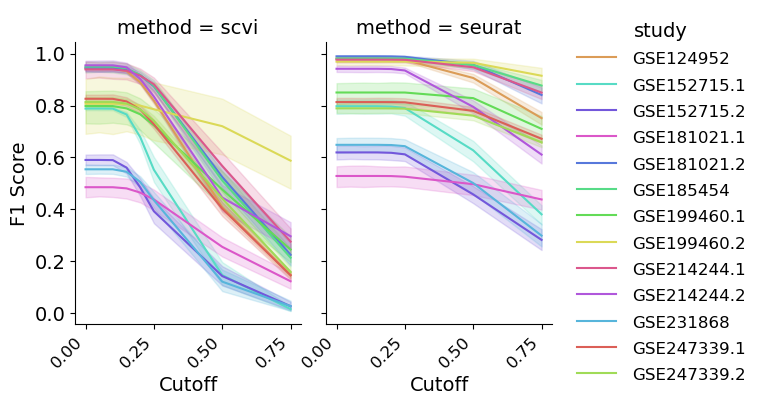 method = scvi
method = seurat
F1 Score
1.0
0.8
0.6
0.4
0.2
0.0
0.00
0.25
0.50
0.75
Cutoff
0.00
0.25
0.50
0.75
Cutoff
study
GSE124952
GSE152715.1
GSE152715.2
GSE181021.1
GSE181021.2
GSE185454
GSE199460.1
GSE199460.2
GSE214244.1
GSE214244.2
GSE231868
GSE247339.1
GSE247339.2